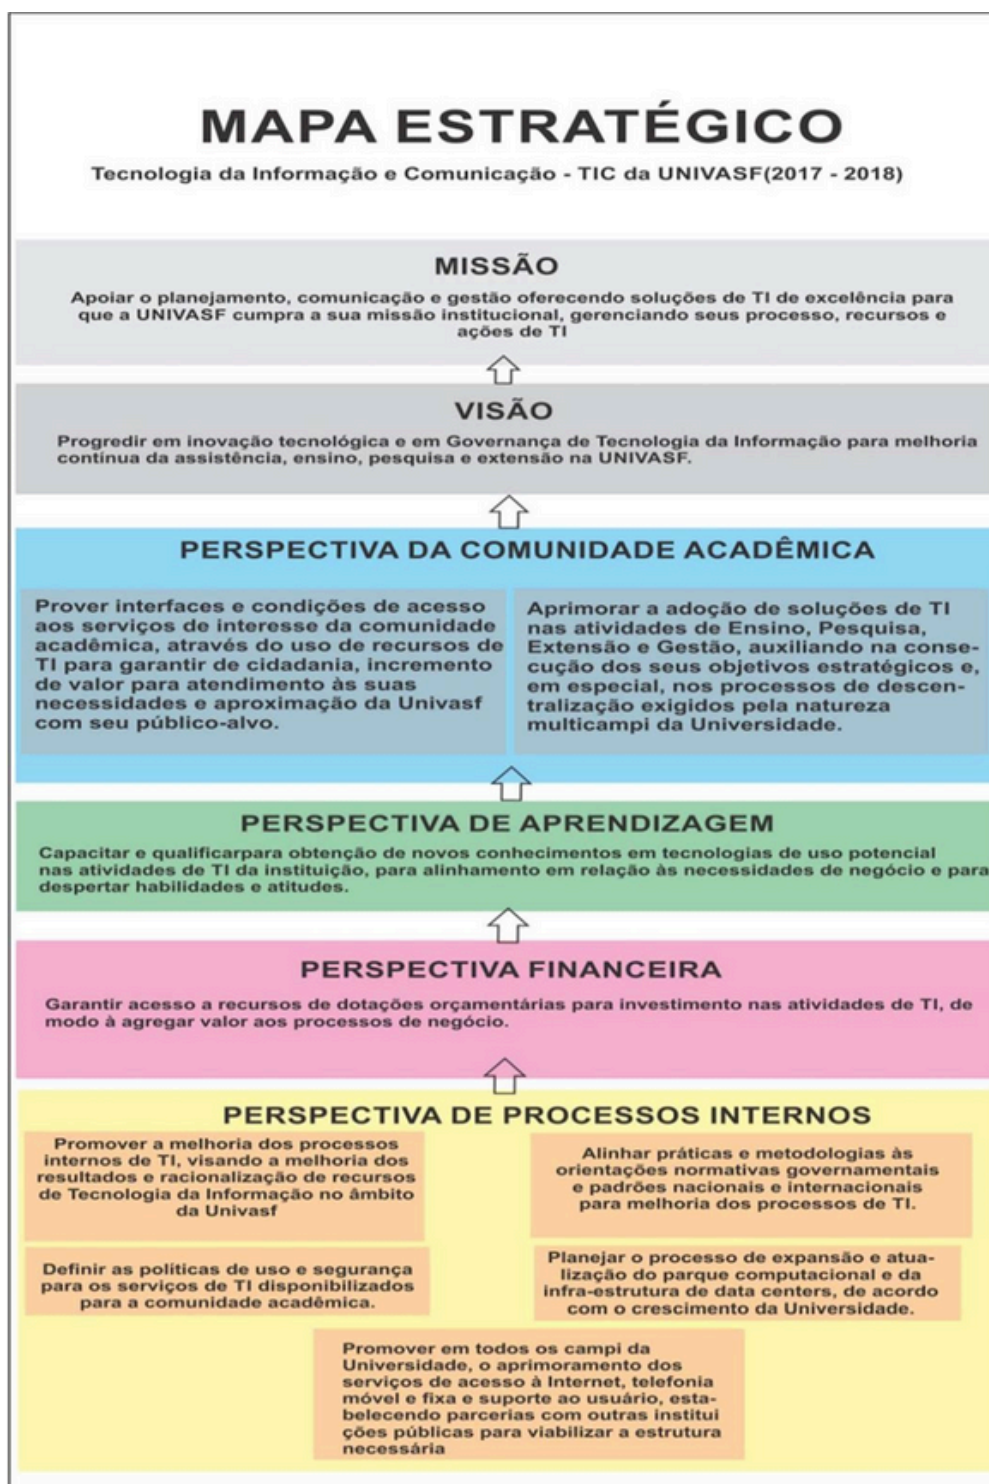 MAPA ESTRATÉGICO
Tecnologia da Informação e Comunicação - TIC da UNIVASF(2017 - 2018)
MISSÃO
Apoiar o planejamento, comunicação e gestão oferecendo soluções de TI de excelência para
que a UNIVASF cumpra a sua missão institucional, gerenciando seus processo, recursos e
ações de TI
VISÃO
Progredir em inovação tecnológica e em Governança de Tecnologia da Informação para melhoria
contínua da assistência, ensino, pesquisa e extensão na UNIVASF.
PERSPECTIVA DA COMUNIDADE ACADÊMICA
Prover interfaces e condições de acesso
aos serviços de interesse da comunidade
acadêmica, através do uso de recursos de
TI para garantir de cidadania, incremento
de valor para atendimento às suas
necessidades e aproximação da Univasf
com seu público-alvo.
Aprimorar a adoção de soluções de TI
nas atividades de Ensino, Pesquisa,
Extensão e Gestão, auxiliando na conse-
cução dos seus objetivos estratégicos e,
em especial, nos processos de descen-
tralização exigidos pela natureza
multicampi da Universidade.
PERSPECTIVA DE APRENDIZAGEM
Capacitar e qualificarpara obtenção de novos conhecimentos em tecnologias de uso potencial
nas atividades de TI da instituição, para alinhamento em relação às necessidades de negócio e para
despertar habilidades e atitudes.
PERSPECTIVA FINANCEIRA
Garantir acesso a recursos de dotações orçamentárias para investimento nas atividades de TI, de
modo à agregar valor aos processos de negócio.
PERSPECTIVA DE PROCESSOS INTERNOS
Promover a melhoria dos processos
internos de TI, visando a melhoria dos
resultados e racionalização de recursos
de Tecnologia da Informação no âmbito
da Univasf
Alinhar práticas e metodologias às
orientações normativas governamentais
e padrões nacionais e internacionais
para melhoria dos processos de TI.
Definir as políticas de uso e segurança
para os serviços de TI disponibilizados
para a comunidade acadêmica.
Planejar o processo de expansão e atua-
lização do parque computacional e da
infra-estrutura de data centers, de acordo
com o crescimento da Universidade.
Promover em todos os campi da
Universidade, o aprimoramento dos
serviços de acesso à Internet, telefonia
móvel e fixa e suporte ao usuário, esta-
belecendo parcerias com outras institui
ções públicas para viabilizar a estrutura
necessária